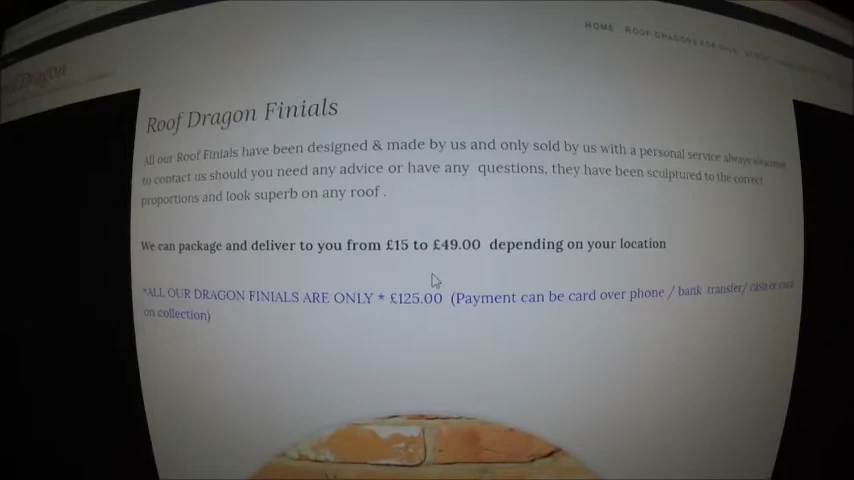 HOME ROOF DRAGONS FOR SALE
Dragon
Roof Dragon Finials
All our Roof Finials have been designed & made by us and only sold by us with a personal service always welcome
to contact us should you need any advice or have any questions, they have been sculptured to the correct
proportions and look superb on any roof .
We can package and deliver to you from £15 to £49.00 depending on your location
*ALL OUR DRAGON FINIALS ARE ONLY * £125.00 (Payment can be card over phone / bank transfer/ cash or card
on collection)